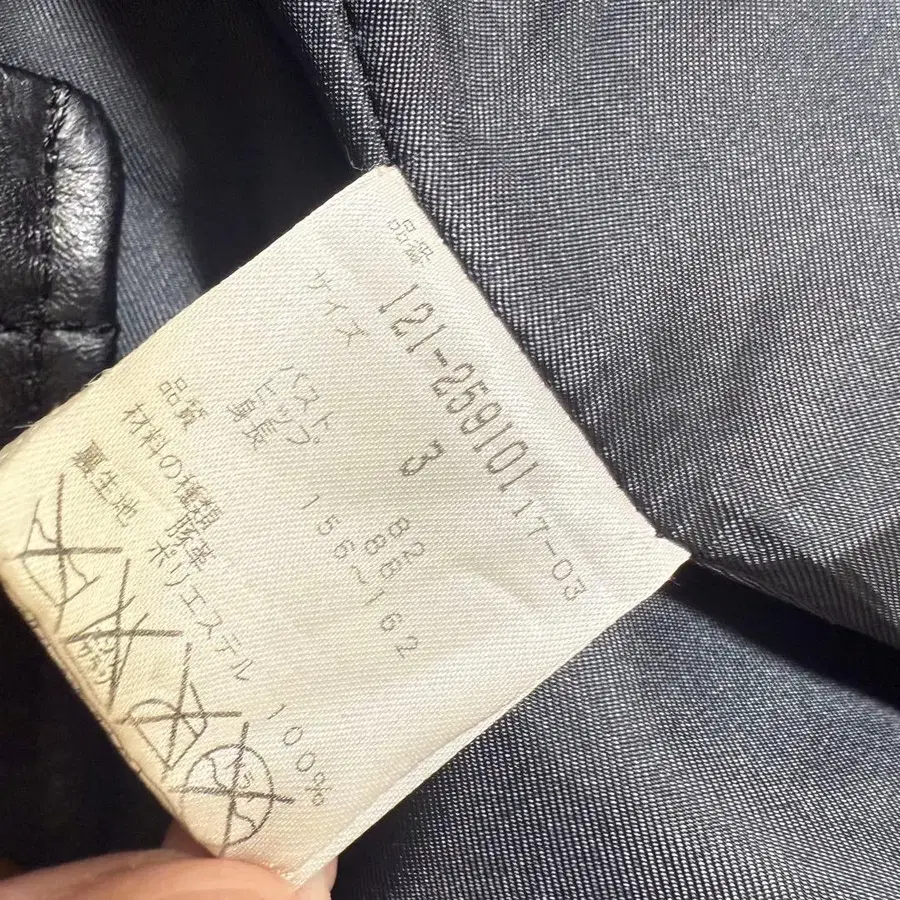 品番 121-259101 17-03
サイズ 3
バスト 82
ヒップ 88
身長 156~162
品質
材料の種類 豚革
裏生地 ポリエステル 100%